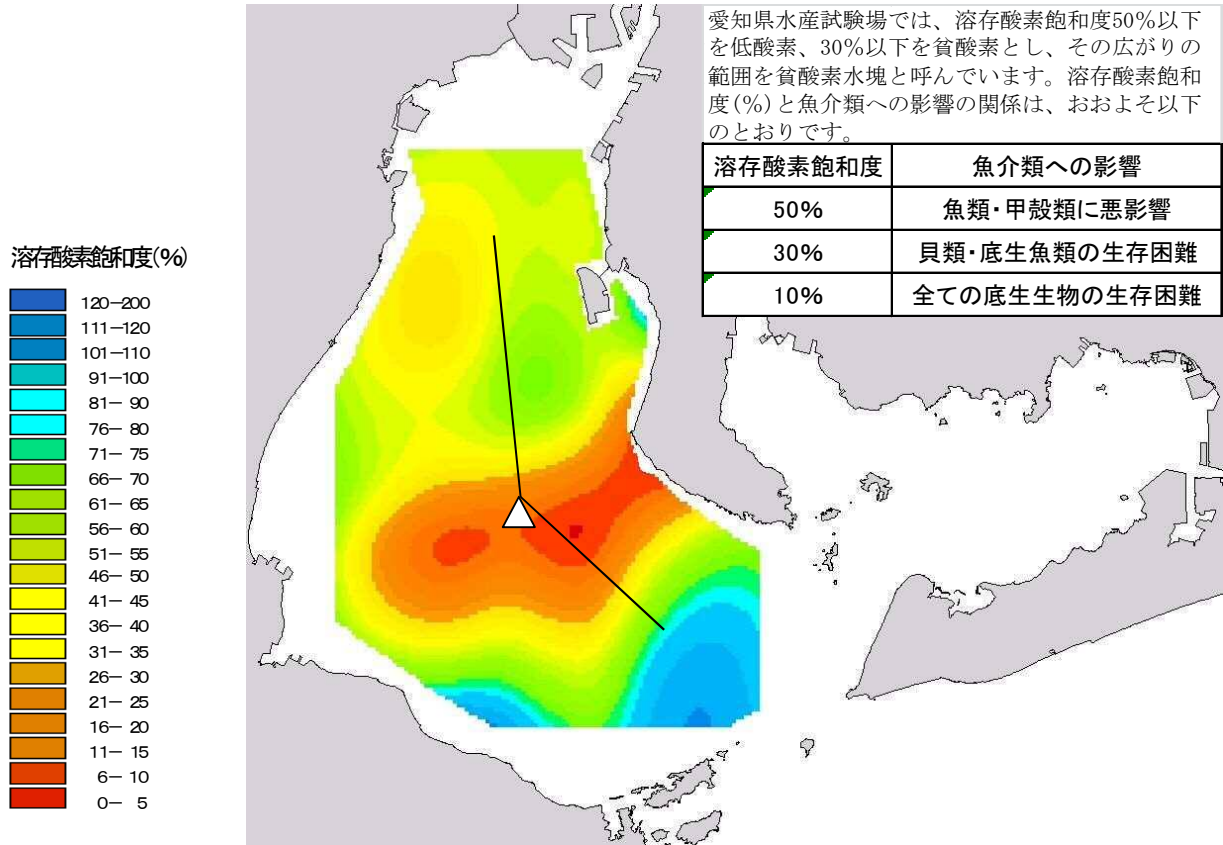 愛知県水産試験場では、溶存酸素飽和度50%以下
を低酸素、30%以下を貧酸素とし、その広がりの
範囲を貧酸素水塊と呼んでいます。溶存酸素飽和
度(%)と魚介類への影響の関係は、おおよそ以下
のとおりです。
溶存酸素飽和度 魚介類への影響
50% 魚類・甲殻類に悪影響
30% 貝類・底生魚類の生存困難
10% 全ての底生生物の生存困難
溶存酸素飽和度(%)
120-200
111-120
101-110
91-100
81- 90
76- 80
71- 75
66- 70
61- 65
56- 60
51- 55
46- 50
41- 45
36- 40
31- 35
26- 30
21- 25
16- 20
11- 15
6- 10
0- 5